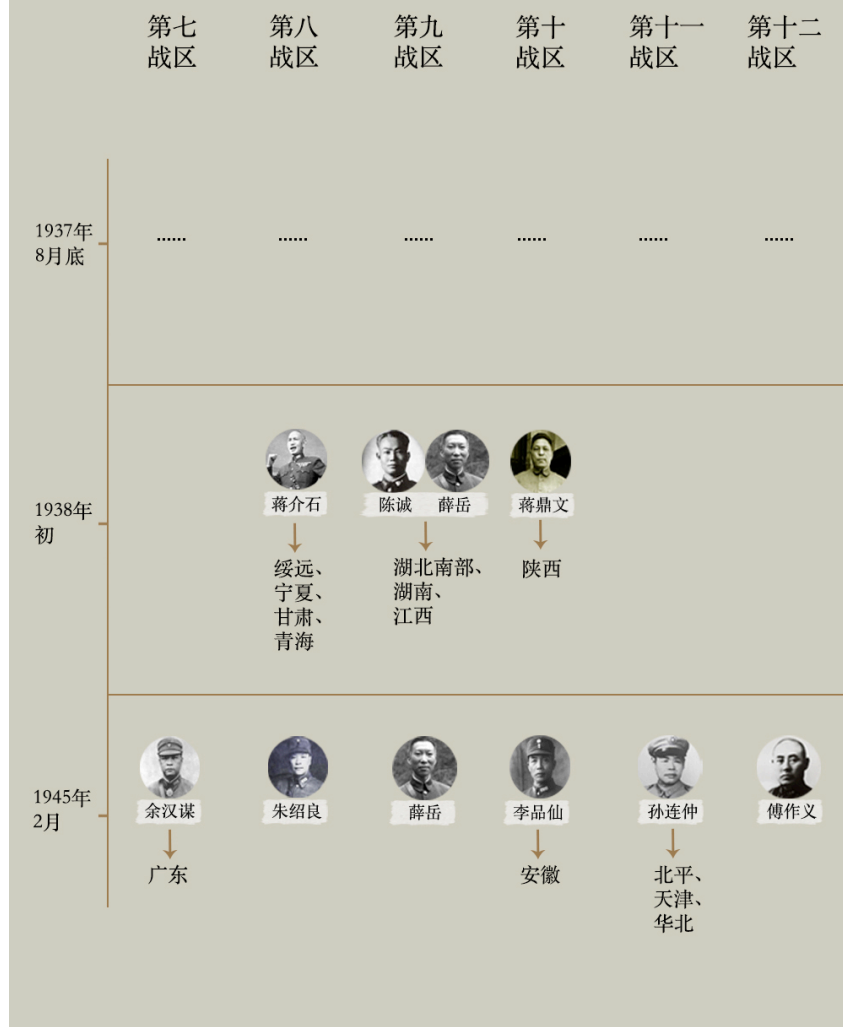 第七
战区
第八
战区
第九
战区
第十
战区
第十一
战区
第十二
战区
1937年
8月底
······
······
······
······
······
······
1938年
初
蒋介石
绥远、
宁夏、
甘肃、
青海
陈诚
薛岳
湖北南部、
湖南、
江西
蒋鼎文
陕西
1945年
2月
余汉谋
广东
朱绍良
薛岳
李品仙
安徽
孙连仲
北平、
天津、
华北
傅作义